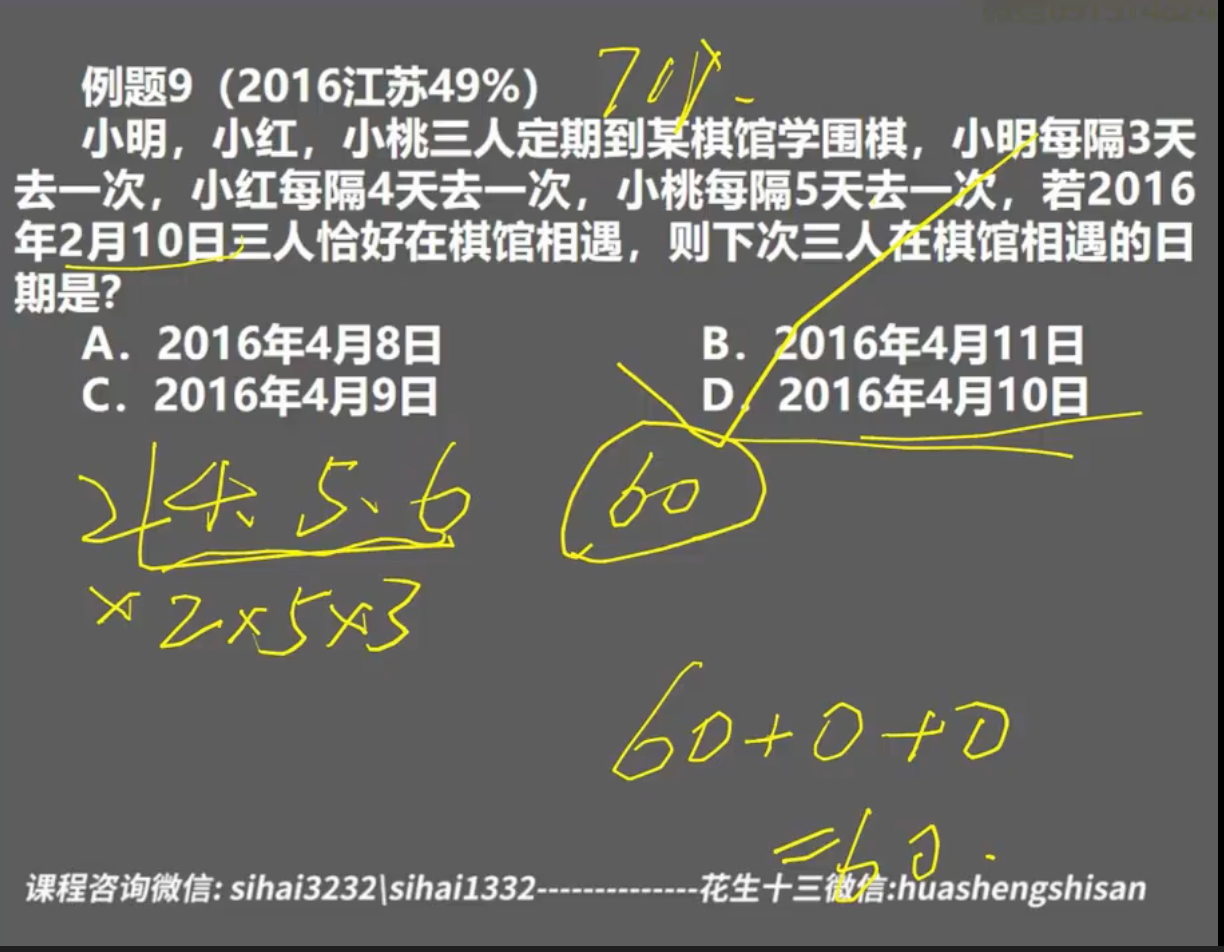 例题9（2016江苏49%）
小明，小红，小桃三人定期到某棋馆学围棋，小明每隔3天
去一次，小红每隔4天去一次，小桃每隔5天去一次，若2016
年2月10日三人恰好在棋馆相遇，则下次三人在棋馆相遇的日
期是?
A．2016年4月8日 B．2016年4月11日
C．2016年4月9日 D．2016年4月10日
2 4、5、6 60
×2×5×3
60+0+0
=60.
课程咨询微信: sihai3232\sihai1332--------------花生十三微信:huashengshisan